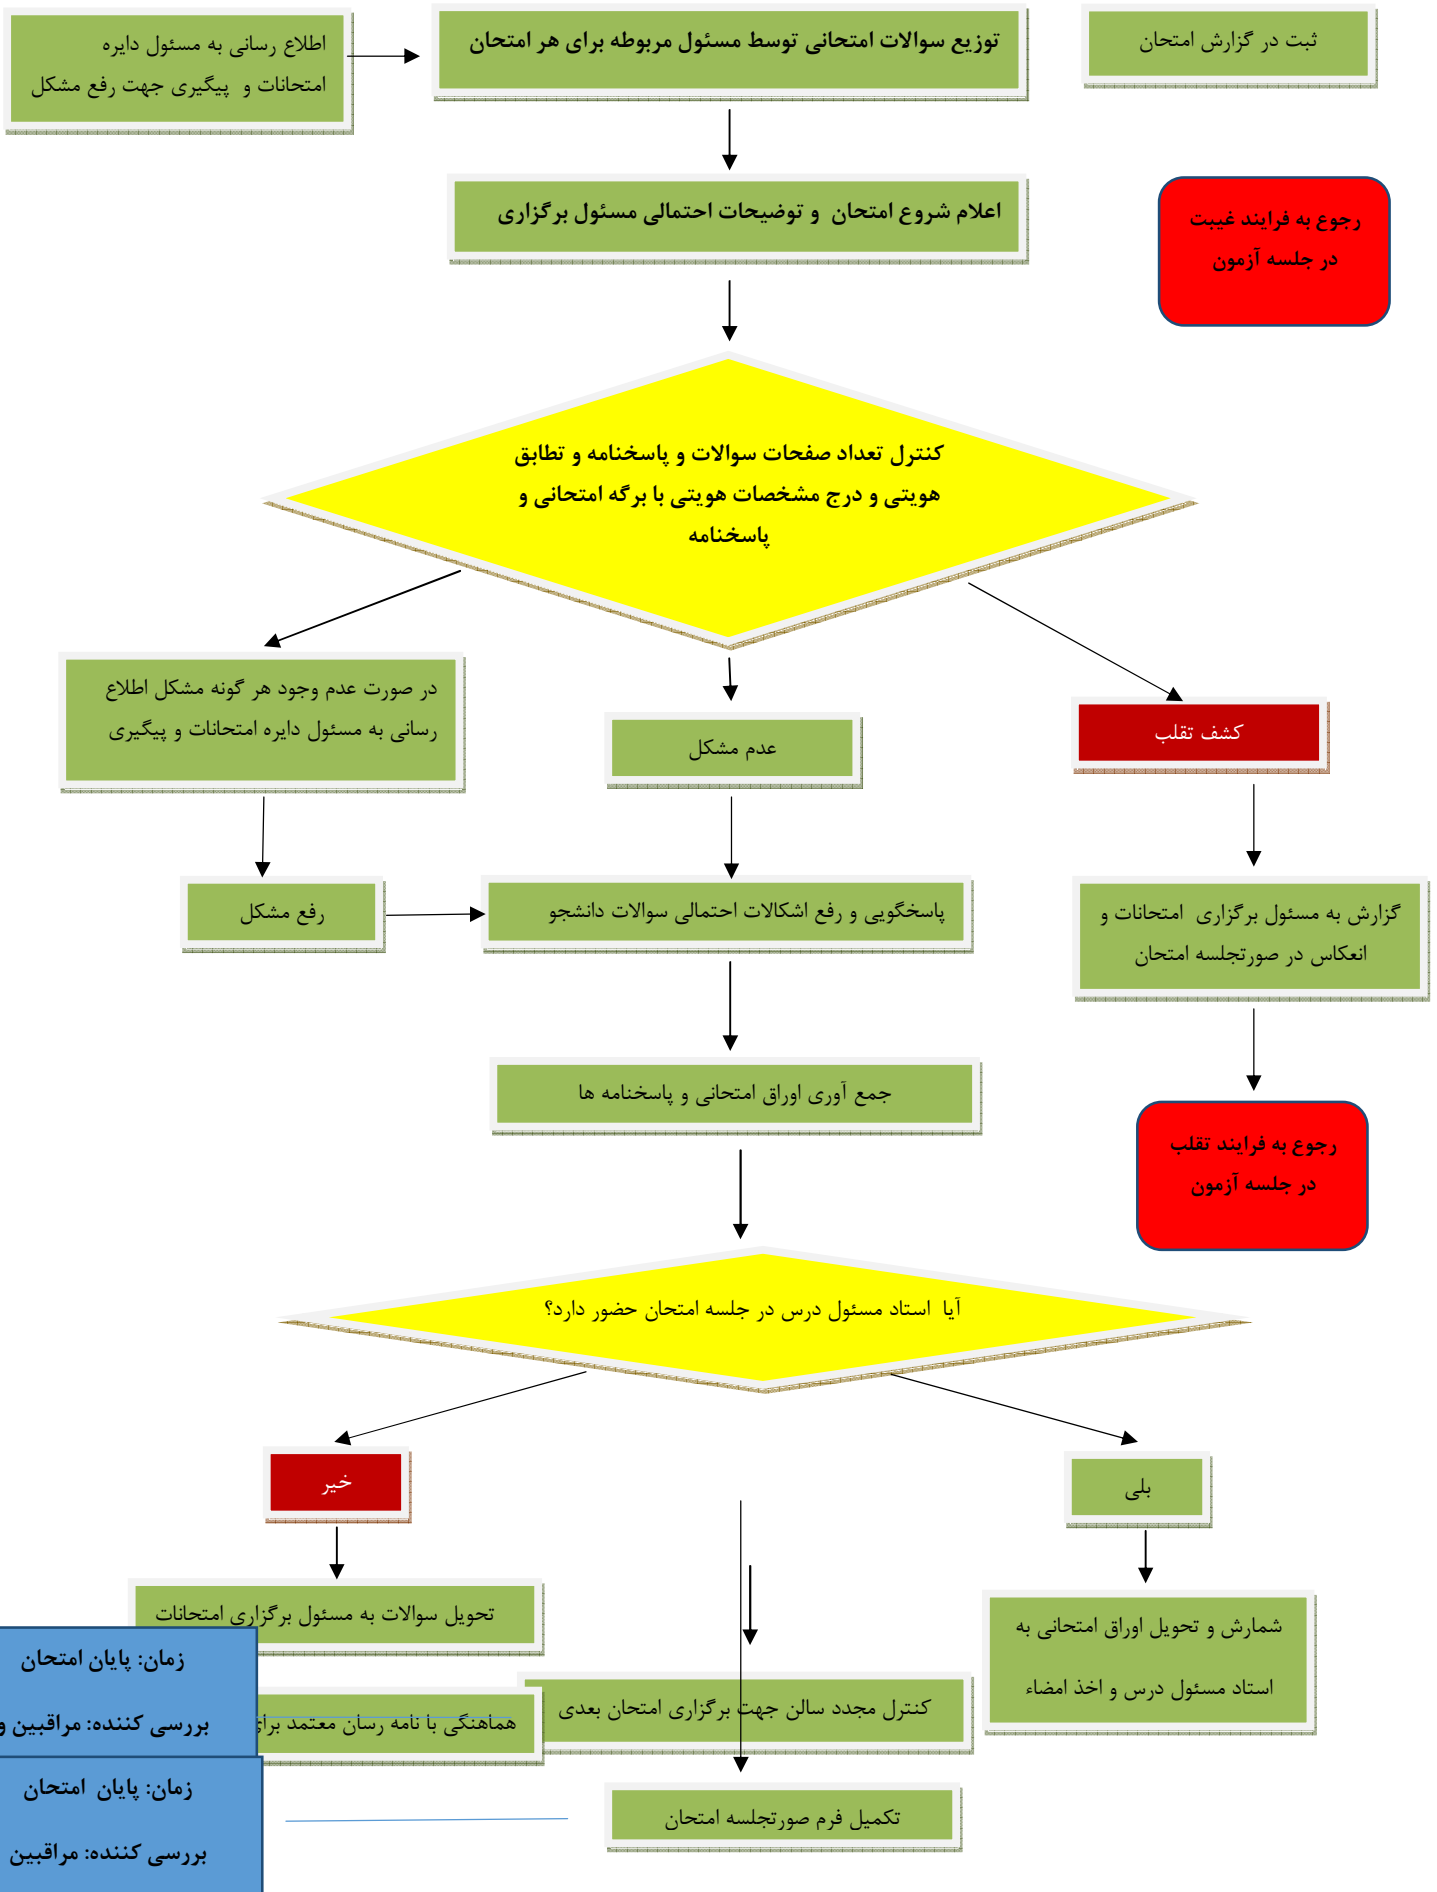 ثبت در گزارش امتحان
توزیع سوالات امتحانی توسط مسئول مربوطه برای هر امتحان
اطلاع رسانی به مسئول دایره
امتحانات و پیگیری جهت رفع مشکل
اعلام شروع امتحان و توضیحات احتمالی مسئول برگزاری
رجوع به فرایند غیبت
در جلسه آزمون
کنترل تعداد صفحات سوالات و پاسخنامه و تطابق
هویتی و درج مشخصات هویتی با برگه امتحانی و
پاسخنامه
در صورت عدم وجود هر گونه مشکل اطلاع
رسانی به مسئول دایره امتحانات و پیگیری
عدم مشکل
کشف تقلب
رفع مشکل
پاسخگویی و رفع اشکالات احتمالی سوالات دانشجو
گزارش به مسئول برگزاری امتحانات و
انعکاس در صورتجلسه امتحان
جمع آوری اوراق امتحانی و پاسخنامه ها
رجوع به فرایند تقلب
در جلسه آزمون
آیا استاد مسئول درس در جلسه امتحان حضور دارد؟
خیر
بلی
تحویل سوالات به مسئول برگزاری امتحانات
شمارش و تحویل اوراق امتحانی به
استاد مسئول درس و اخذ امضاء
کنترل مجدد سالن جهت برگزاری امتحان بعدی
هماهنگی با نامه رسان معتمد برای
زمان: پایان امتحان
بررسی کننده: مراقبین و
زمان: پایان امتحان
بررسی کننده: مراقبین
تکمیل فرم صورتجلسه امتحان